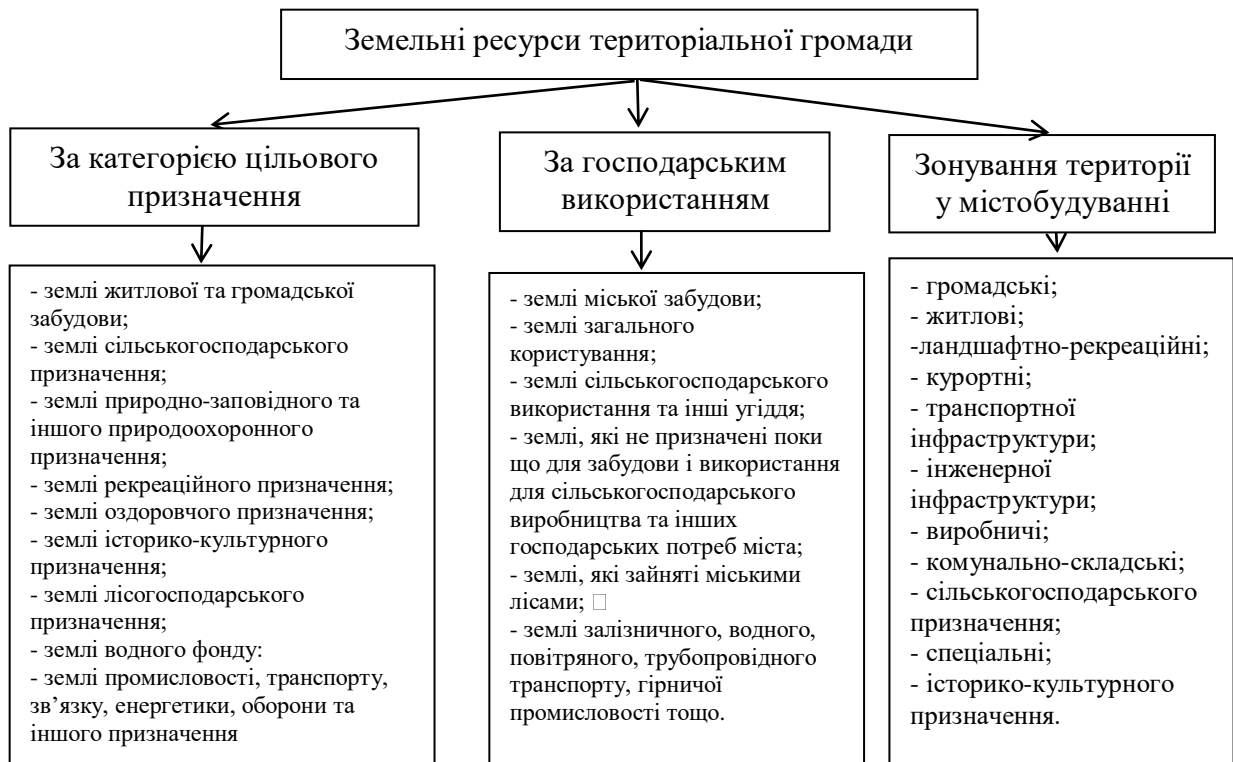 Земельні ресурси територіальної громади
За категорією цільового
призначення
За господарським
використанням
Зонування території
у містобудуванні
- землі житлової та громадської
забудови;
- землі сільськогосподарського
призначення;
- землі природно-заповідного та
іншого природоохоронного
призначення;
- землі рекреаційного призначення;
- землі оздоровчого призначення;
- землі історико-культурного
призначення;
- землі лісогосподарського
призначення;
- землі водного фонду:
- землі промисловості, транспорту,
зв’язку, енергетики, оборони та
іншого призначення
- землі міської забудови;
- землі загального
користування;
- землі сільськогосподарського
використання та інші угіддя;
- землі, які не призначені поки
що для забудови і використання
для сільськогосподарського
виробництва та інших
господарських потреб міста;
- землі, які зайняті міськими
лісами; □
- землі залізничного, водного,
повітряного, трубопровідного
транспорту, гірничої
промисловості тощо.
- громадські;
- житлові;
-ландшафтно-рекреаційні;
- курортні;
- транспортної
інфраструктури;
- інженерної
інфраструктури;
- виробничі;
- комунально-складські;
- сільськогосподарського
призначення;
- спеціальні;
- історико-культурного
призначення.